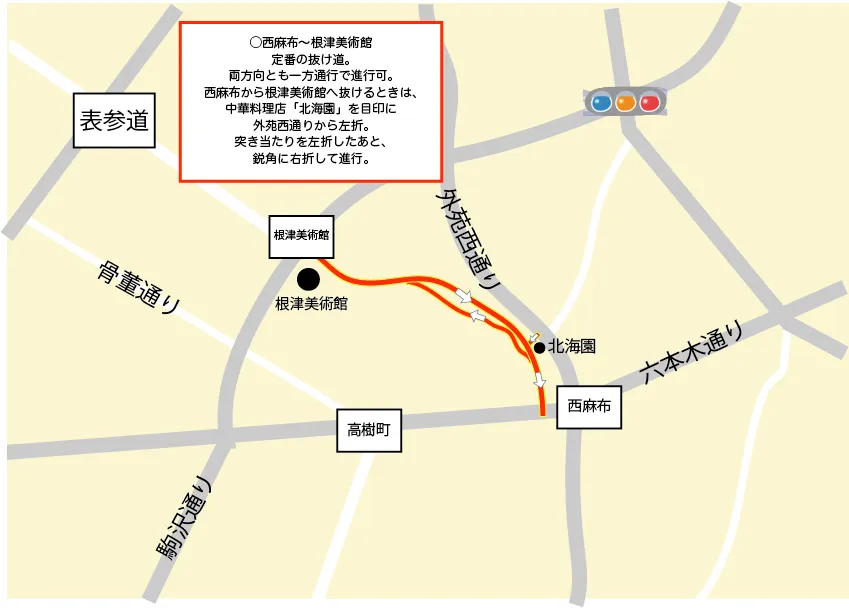 ○西麻布～根津美術館
定番の抜け道。
両方向とも一方通行で進行可。
西麻布から根津美術館へ抜けるときは、
中華料理店「北海園」を目印に
外苑西通りから左折。
突き当たりを左折したあと、
鋭角に右折して進行。
表参道
外苑西通り
根津美術館
根津美術館
骨董通り
北海園
六本木通り
西麻布
高樹町
駒沢通り